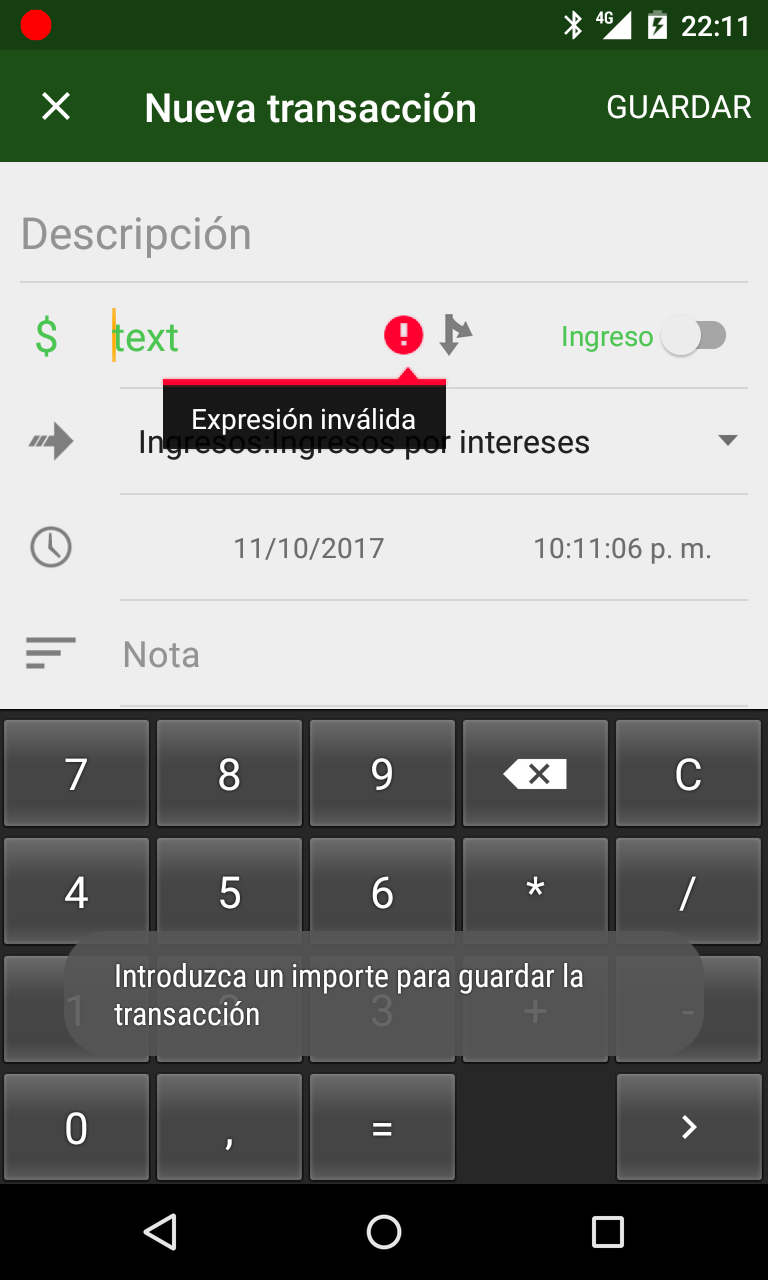 4G 22:11
Nueva transacción GUARDAR
Descripción
$ text Ingreso
Expresión inválida
Ingresos:Ingresos por intereses
11/10/2017 10:11:06 p. m.
Nota
7 8 9 C
4 5 6 * /
1 2 3 + -
Introduzca un importe para guardar la
transacción
0 , = >